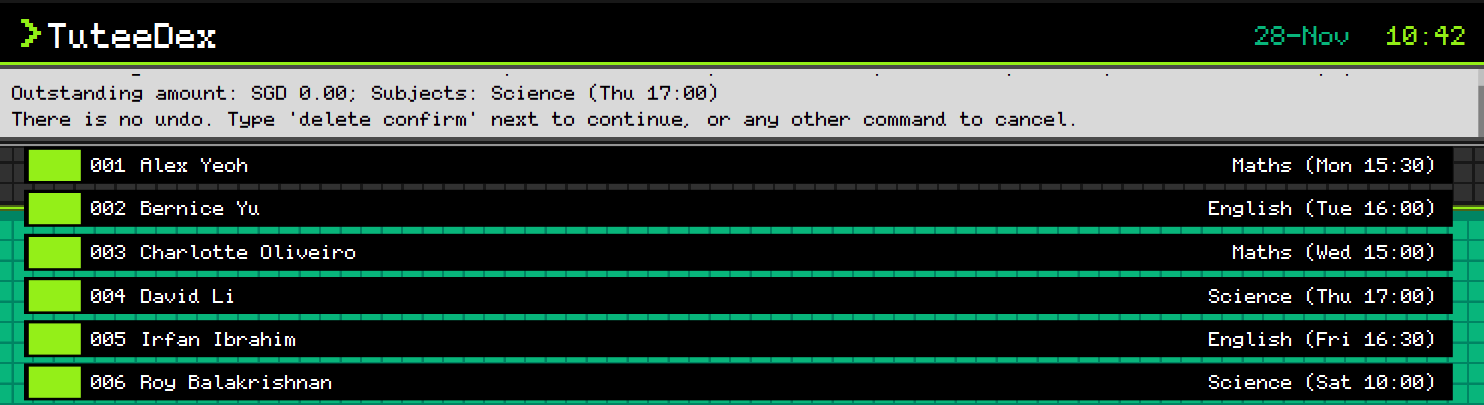 >TuteeDex
28-Nov 10:42
Outstanding amount: SGD 0.00; Subjects: Science (Thu 17:00)
There is no undo. Type 'delete confirm' next to continue, or any other command to cancel.
001 Alex Yeoh Maths (Mon 15:30)
002 Bernice Yu English (Tue 16:00)
003 Charlotte Oliveiro Maths (Wed 15:00)
004 David Li Science (Thu 17:00)
005 Irfan Ibrahim English (Fri 16:30)
006 Roy Balakrishnan Science (Sat 10:00)